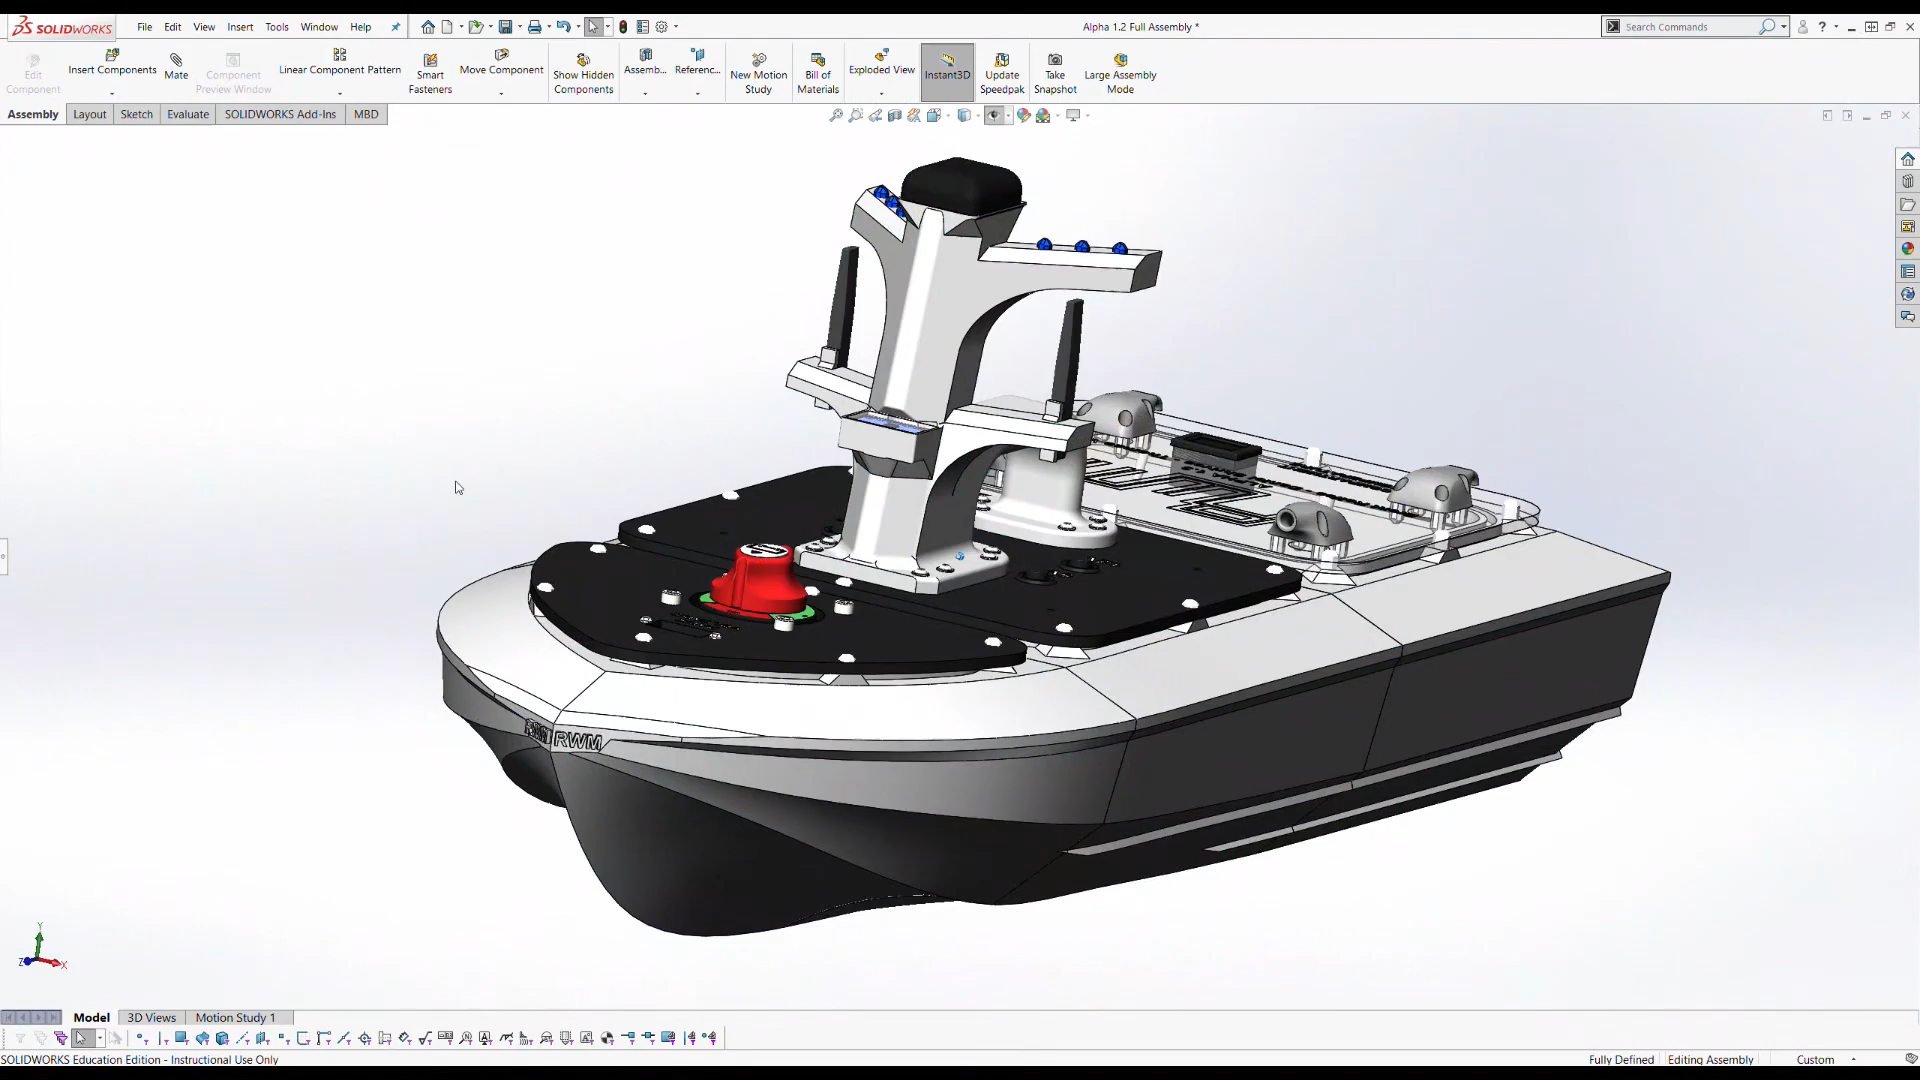 SOLIDWORKS
File Edit View Insert Tools Window Help
Alpha 1.2 Full Assembly *
Search Commands
Edit Component
Insert Components
Mate
Component Preview Window
Linear Component Pattern
Smart Fasteners
Move Component
Show Hidden Components
Assemb...
Referenc...
New Motion Study
Bill of Materials
Exploded View
Instant3D
Update Speedpak
Take Snapshot
Large Assembly Mode
Assembly Layout Sketch Evaluate SOLIDWORKS Add-Ins MBD
RWM
Y
Z
X
Model 3D Views Motion Study 1
SOLIDWORKS Education Edition - Instructional Use Only
Fully Defined Editing Assembly Custom